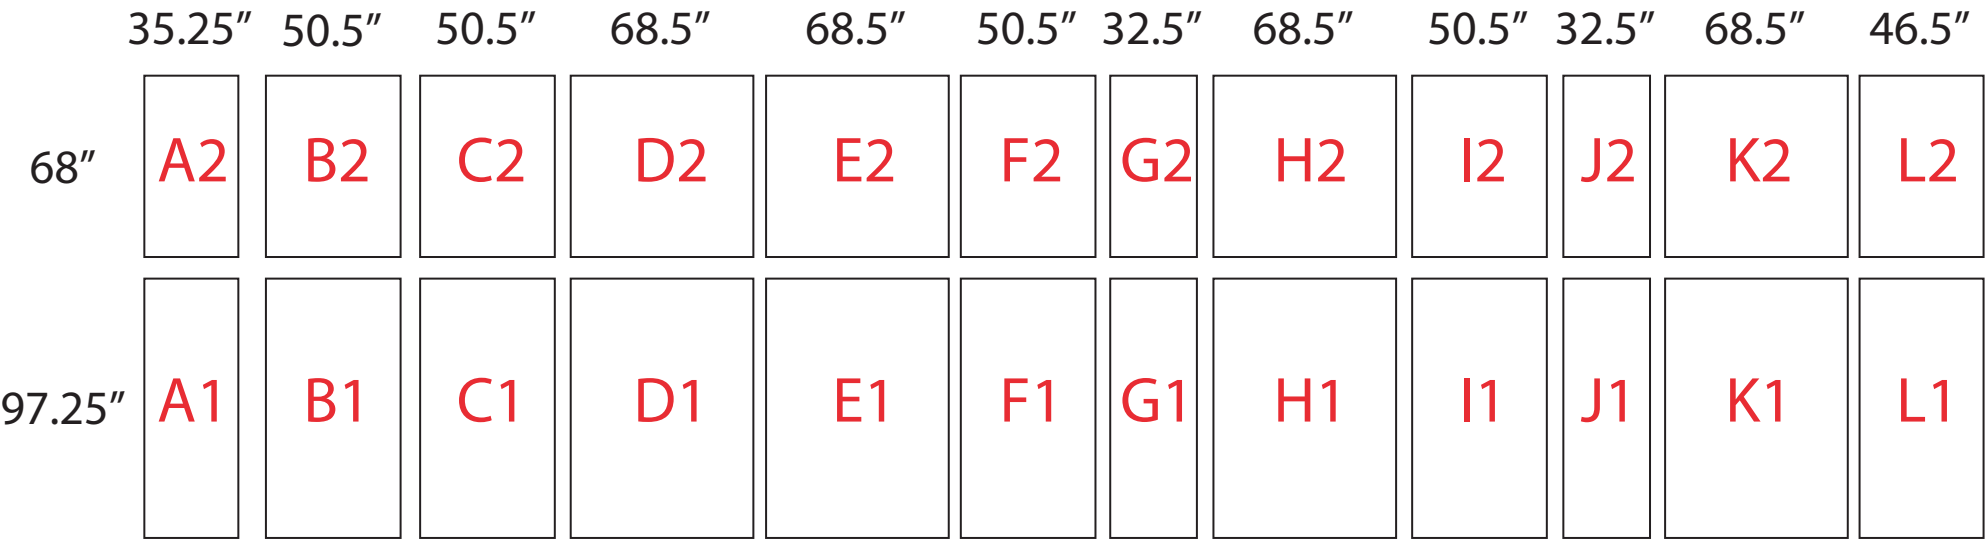 35.25” 50.5” 50.5” 68.5” 68.5” 50.5” 32.5” 68.5” 50.5” 32.5” 68.5” 46.5”
68” A2 B2 C2 D2 E2 F2 G2 H2 I2 J2 K2 L2
97.25” A1 B1 C1 D1 E1 F1 G1 H1 I1 J1 K1 L1